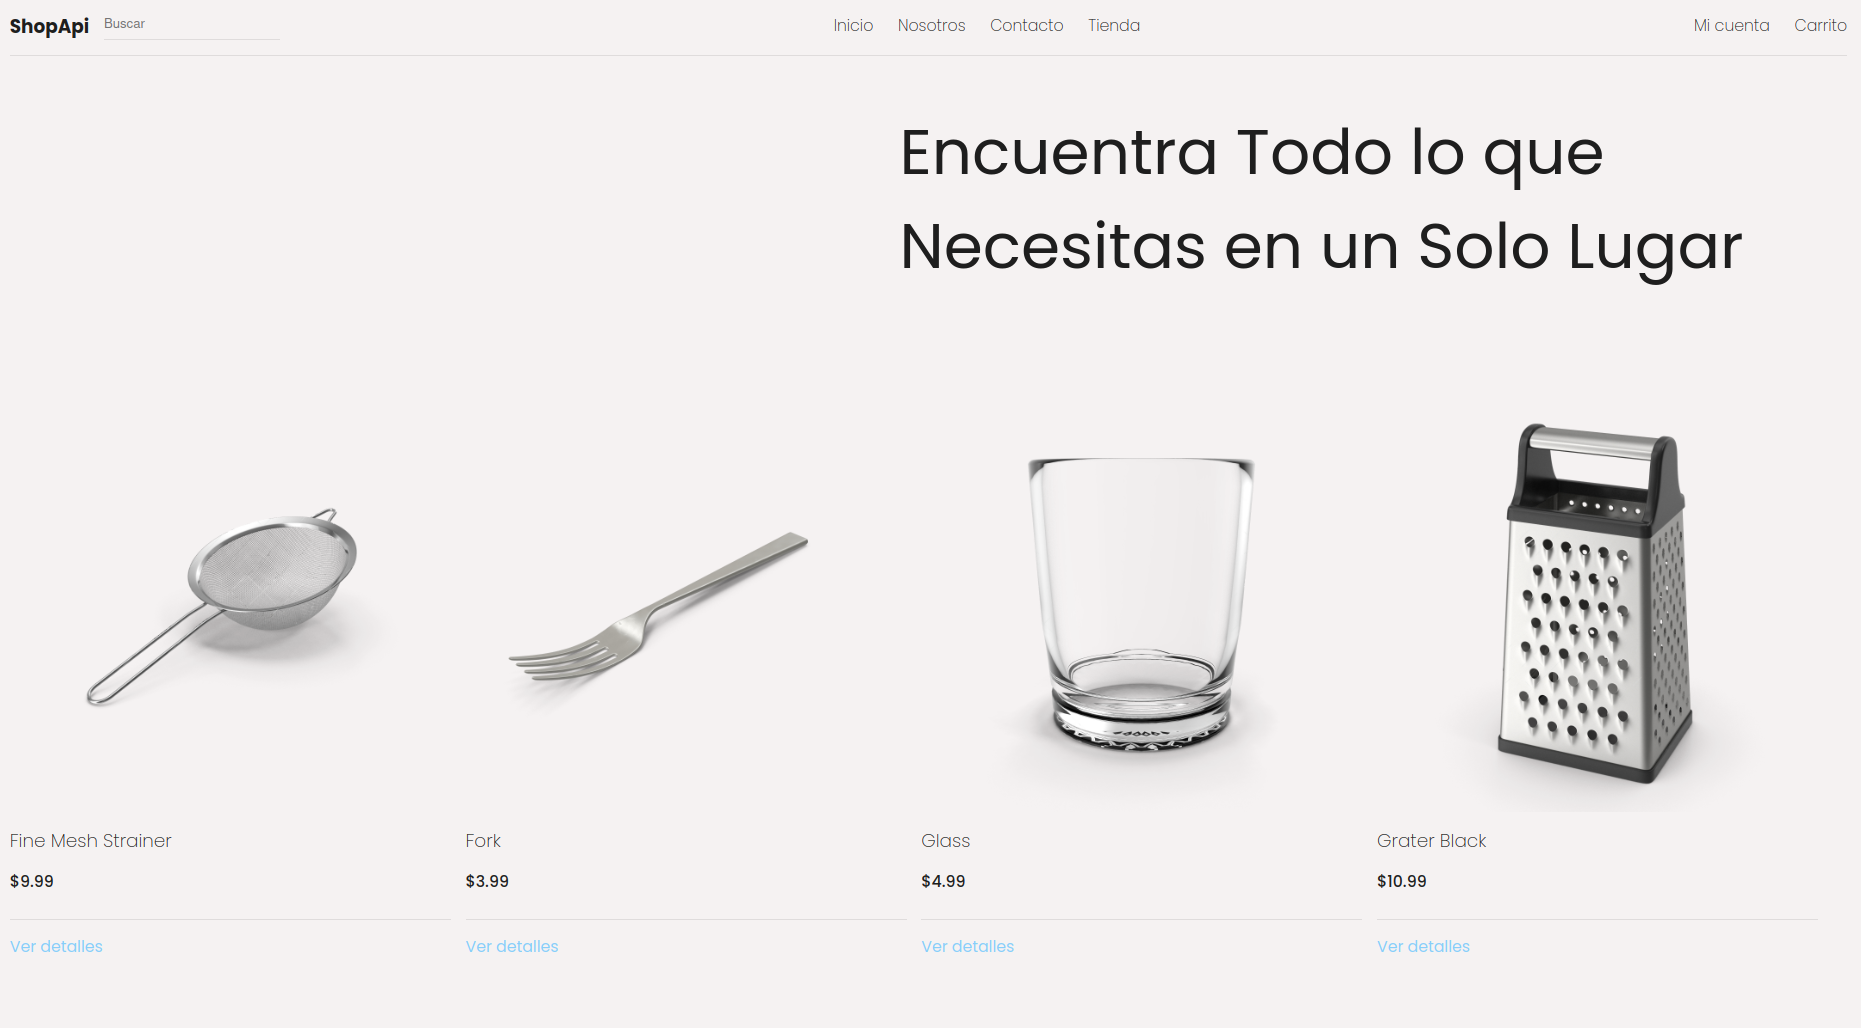 ShopApi
Buscar
Inicio
Nosotros
Contacto
Tienda
Mi cuenta
Carrito
Encuentra Todo lo que
Necesitas en un Solo Lugar
Fine Mesh Strainer
$9.99
Ver detalles
Fork
$3.99
Ver detalles
Glass
$4.99
Ver detalles
Grater Black
$10.99
Ver detalles